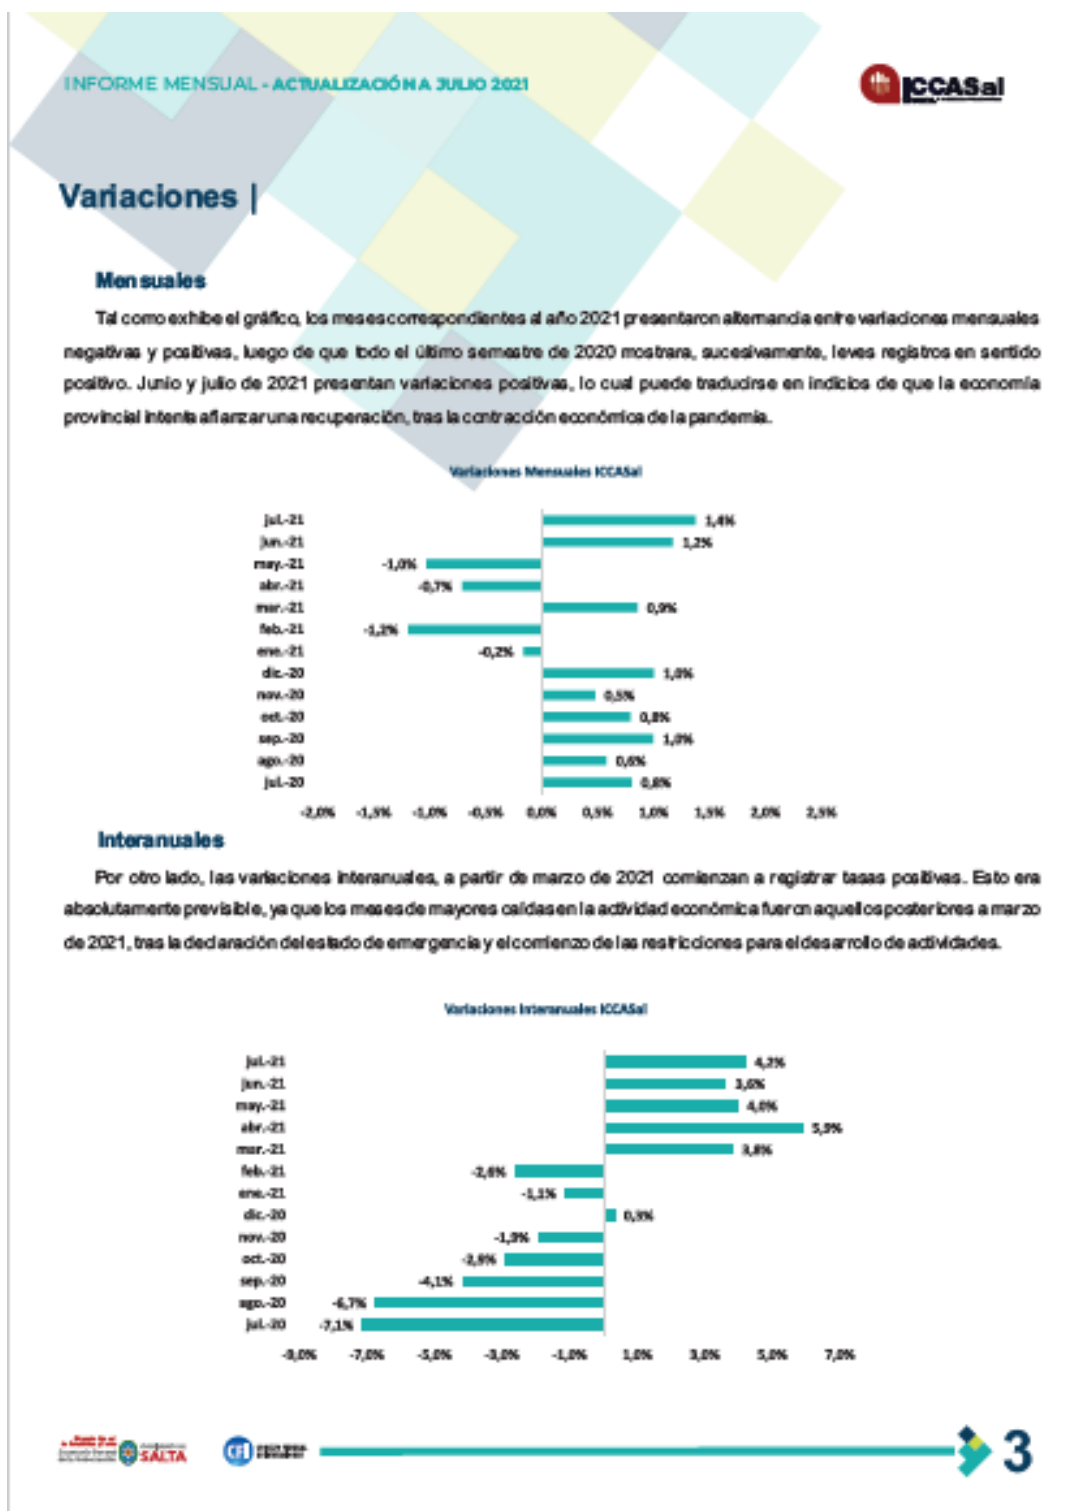 INFORME MENSUAL - ACTUALIZACIÓN A JULIO 2021
ICCASal
Variaciones |
Mensuales
Tal como exhibe el gráfico, los meses correspondientes al año 2021 presentaron alternancia entre variaciones mensuales
negativas y positivas, luego de que todo el último semestre de 2020 mostrara, sucesivamente, leves registros en sentido
positivo. Junio y julio de 2021 presentan variaciones positivas, lo cual puede traducirse en indicios de que la economía
provincial intenta afianzar una recuperación, tras la contracción económica de la pandemia.
Variaciones Mensuales ICCASal
jul.-21 1,4%
jun.-21 1,2%
may.-21 -1,0%
abr.-21 -0,7%
mar.-21 0,9%
feb.-21 -1,2%
ene.-21 -0,2%
dic.-20 1,0%
nov.-20 0,5%
oct.-20 0,8%
sep.-20 1,0%
ago.-20 0,6%
jul.-20 0,8%
-2,0% -1,5% -1,0% -0,5% 0,0% 0,5% 1,0% 1,5% 2,0% 2,5%
Interanuales
Por otro lado, las variaciones interanuales, a partir de marzo de 2021 comienzan a registrar tasas positivas. Esto era
absolutamente previsible, ya que los meses de mayores caídas en la actividad económica fueron aquellos posteriores a marzo
de 2021, tras la declaración del estado de emergencia y el comienzo de las restricciones para el desarrollo de actividades.
Variaciones Interanuales ICCASal
jul.-21 4,2%
jun.-21 3,6%
may.-21 4,0%
abr.-21 5,9%
mar.-21 3,8%
feb.-21 -2,6%
ene.-21 -1,1%
dic.-20 0,3%
nov.-20 -1,9%
oct.-20 -2,9%
sep.-20 -4,1%
ago.-20 -6,7%
jul.-20 -7,1%
-9,0% -7,0% -5,0% -3,0% -1,0% 1,0% 3,0% 5,0% 7,0%
SALTA
CFI
3